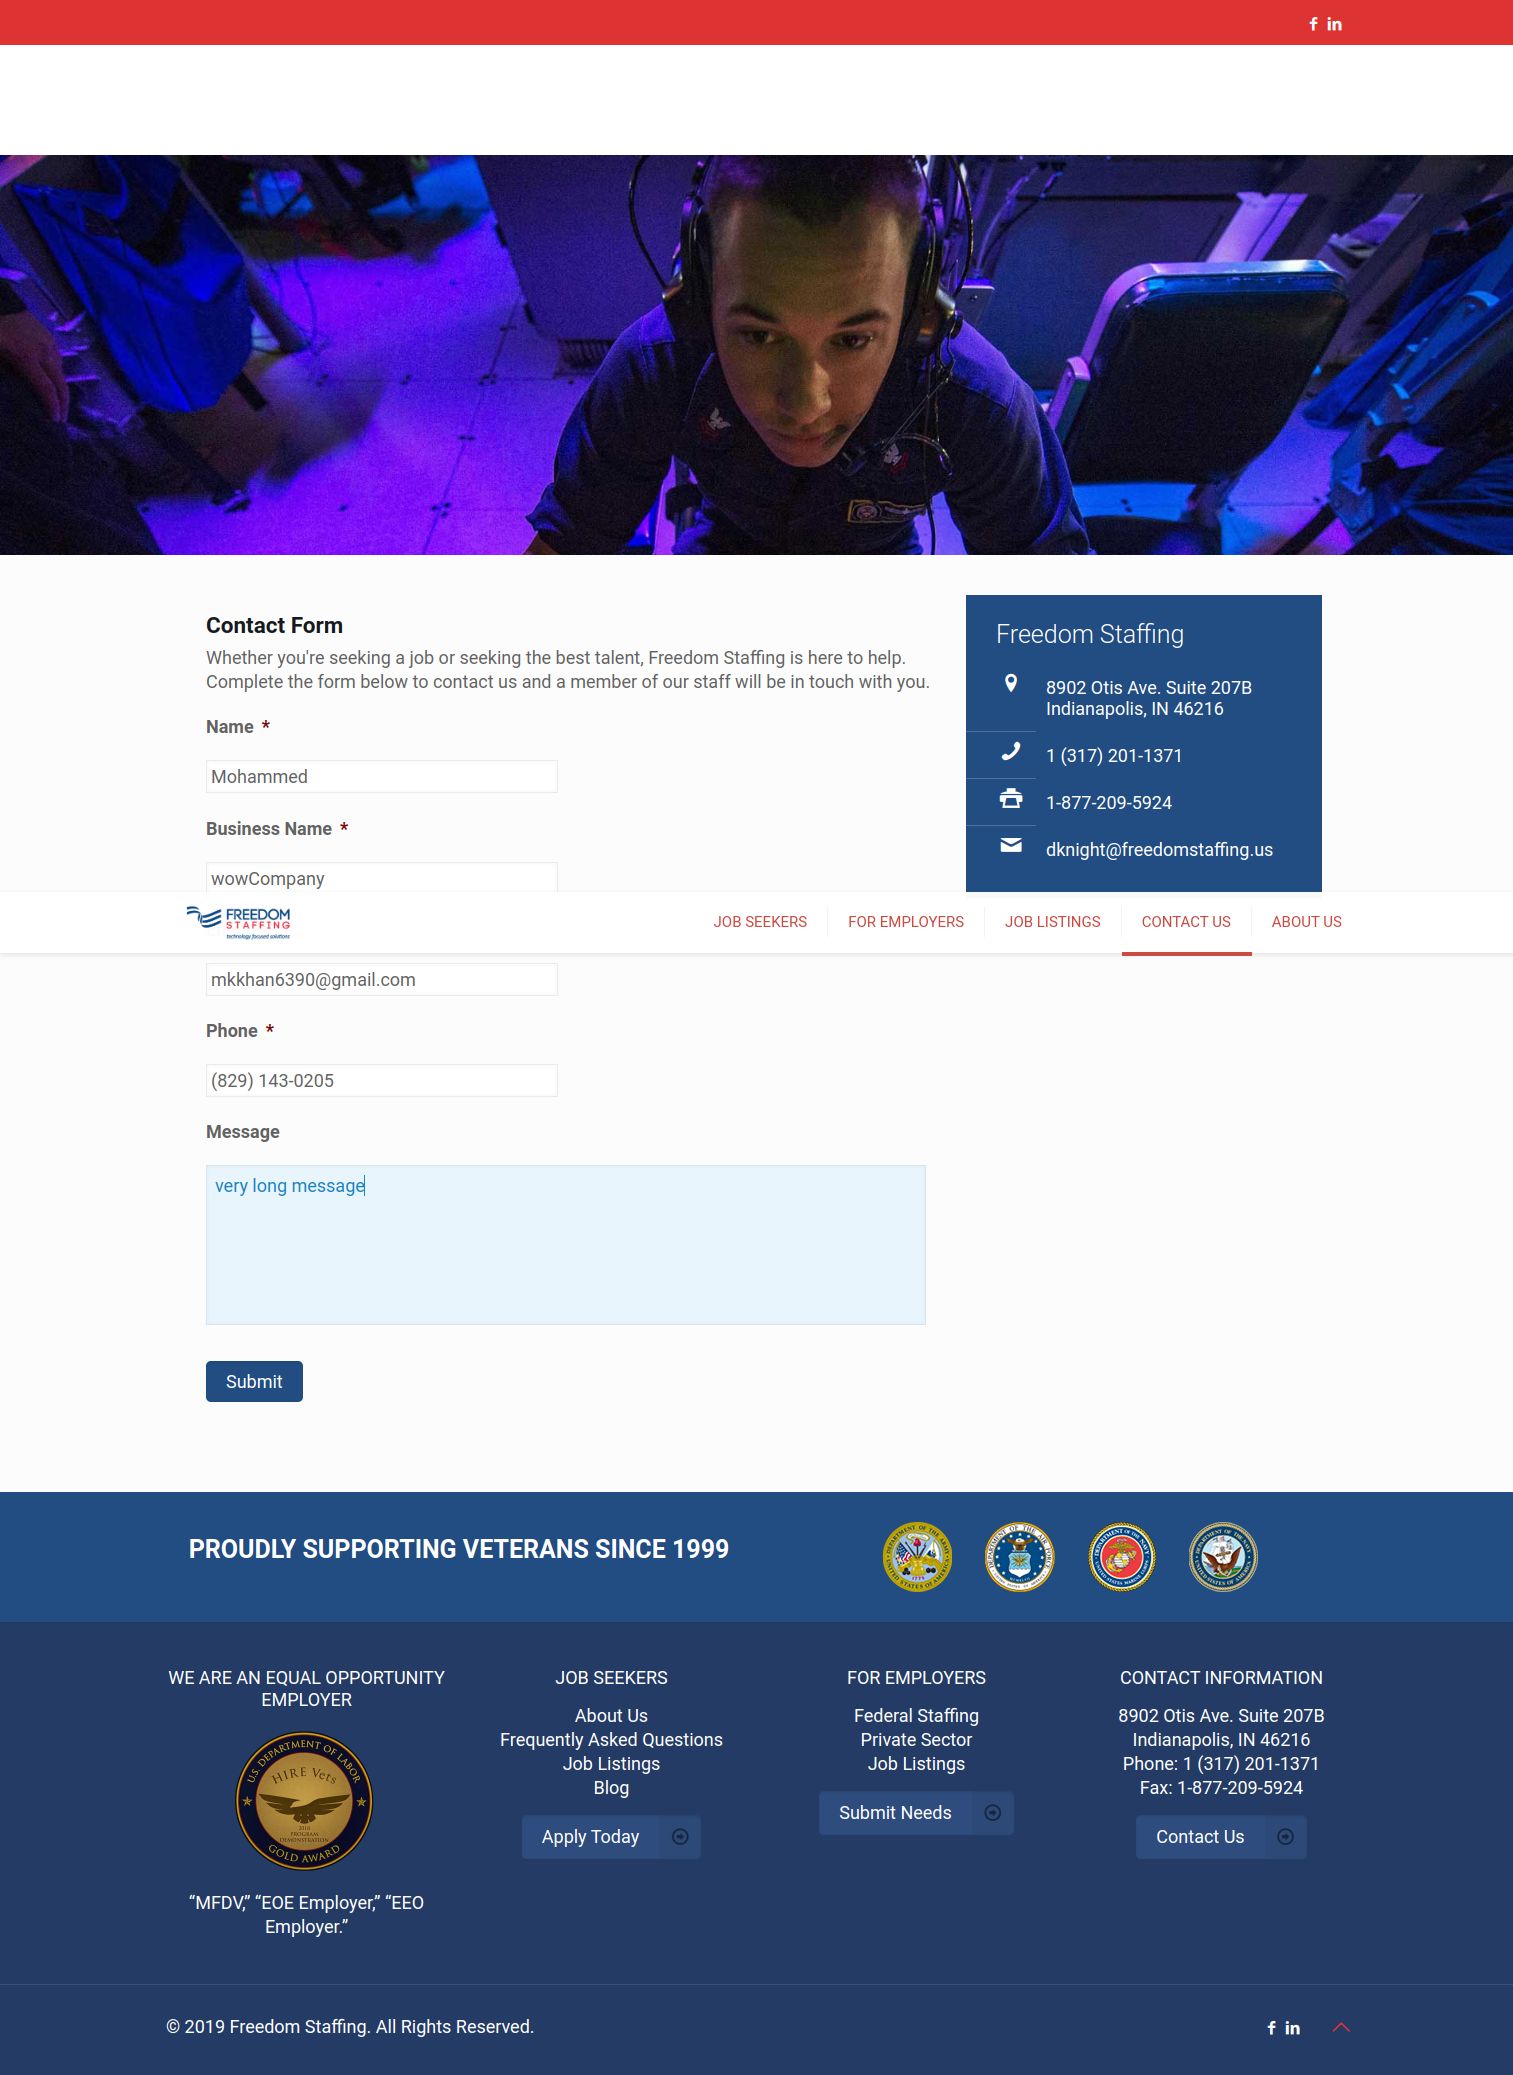 Contact Form
Whether you're seeking a job or seeking the best talent, Freedom Staffing is here to help.
Complete the form below to contact us and a member of our staff will be in touch with you.
Name *
Mohammed
Business Name *
wowCompany
Freedom Staffing
8902 Otis Ave. Suite 207B
Indianapolis, IN 46216
1 (317) 201-1371
1-877-209-5924
dknight@freedomstaffing.us
FREEDOM
STAFFING
technology focused solutions
JOB SEEKERS
FOR EMPLOYERS
JOB LISTINGS
CONTACT US
ABOUT US
mkkhan6390@gmail.com
Phone *
(829) 143-0205
Message
very long message
Submit
PROUDLY SUPPORTING VETERANS SINCE 1999
WE ARE AN EQUAL OPPORTUNITY
EMPLOYER
U.S. DEPARTMENT OF LABOR
HIRE Vets
PROGRAM
DEMONSTRATION
GOLD AWARD
“MFDV,” “EOE Employer,” “EEO
Employer.”
JOB SEEKERS
About Us
Frequently Asked Questions
Job Listings
Blog
Apply Today
FOR EMPLOYERS
Federal Staffing
Private Sector
Job Listings
Submit Needs
CONTACT INFORMATION
8902 Otis Ave. Suite 207B
Indianapolis, IN 46216
Phone: 1 (317) 201-1371
Fax: 1-877-209-5924
Contact Us
© 2019 Freedom Staffing. All Rights Reserved.